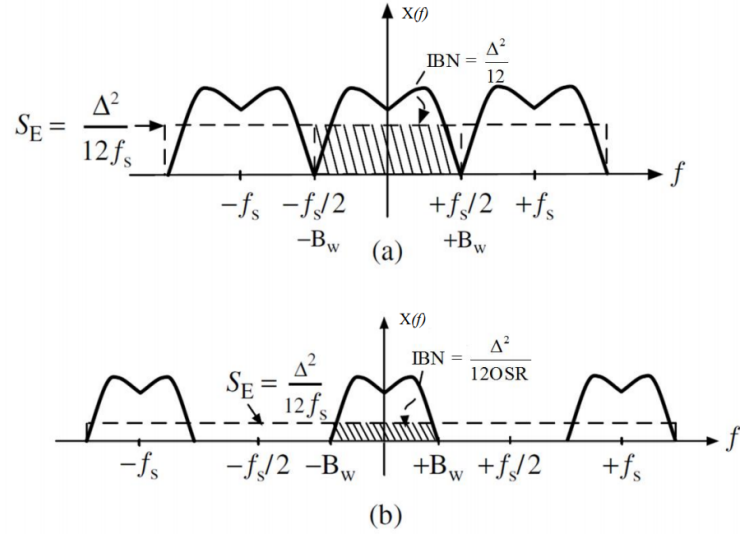 X(f)
IBN = Δ²/12
S_E = Δ²/12f_s
f
−f_s −f_s/2 +f_s/2 +f_s
−B_w +B_w
(a)
X(f)
IBN = Δ²/12OSR
S_E = Δ²/12f_s
f
−f_s −f_s/2 −B_w +B_w +f_s/2 +f_s
(b)